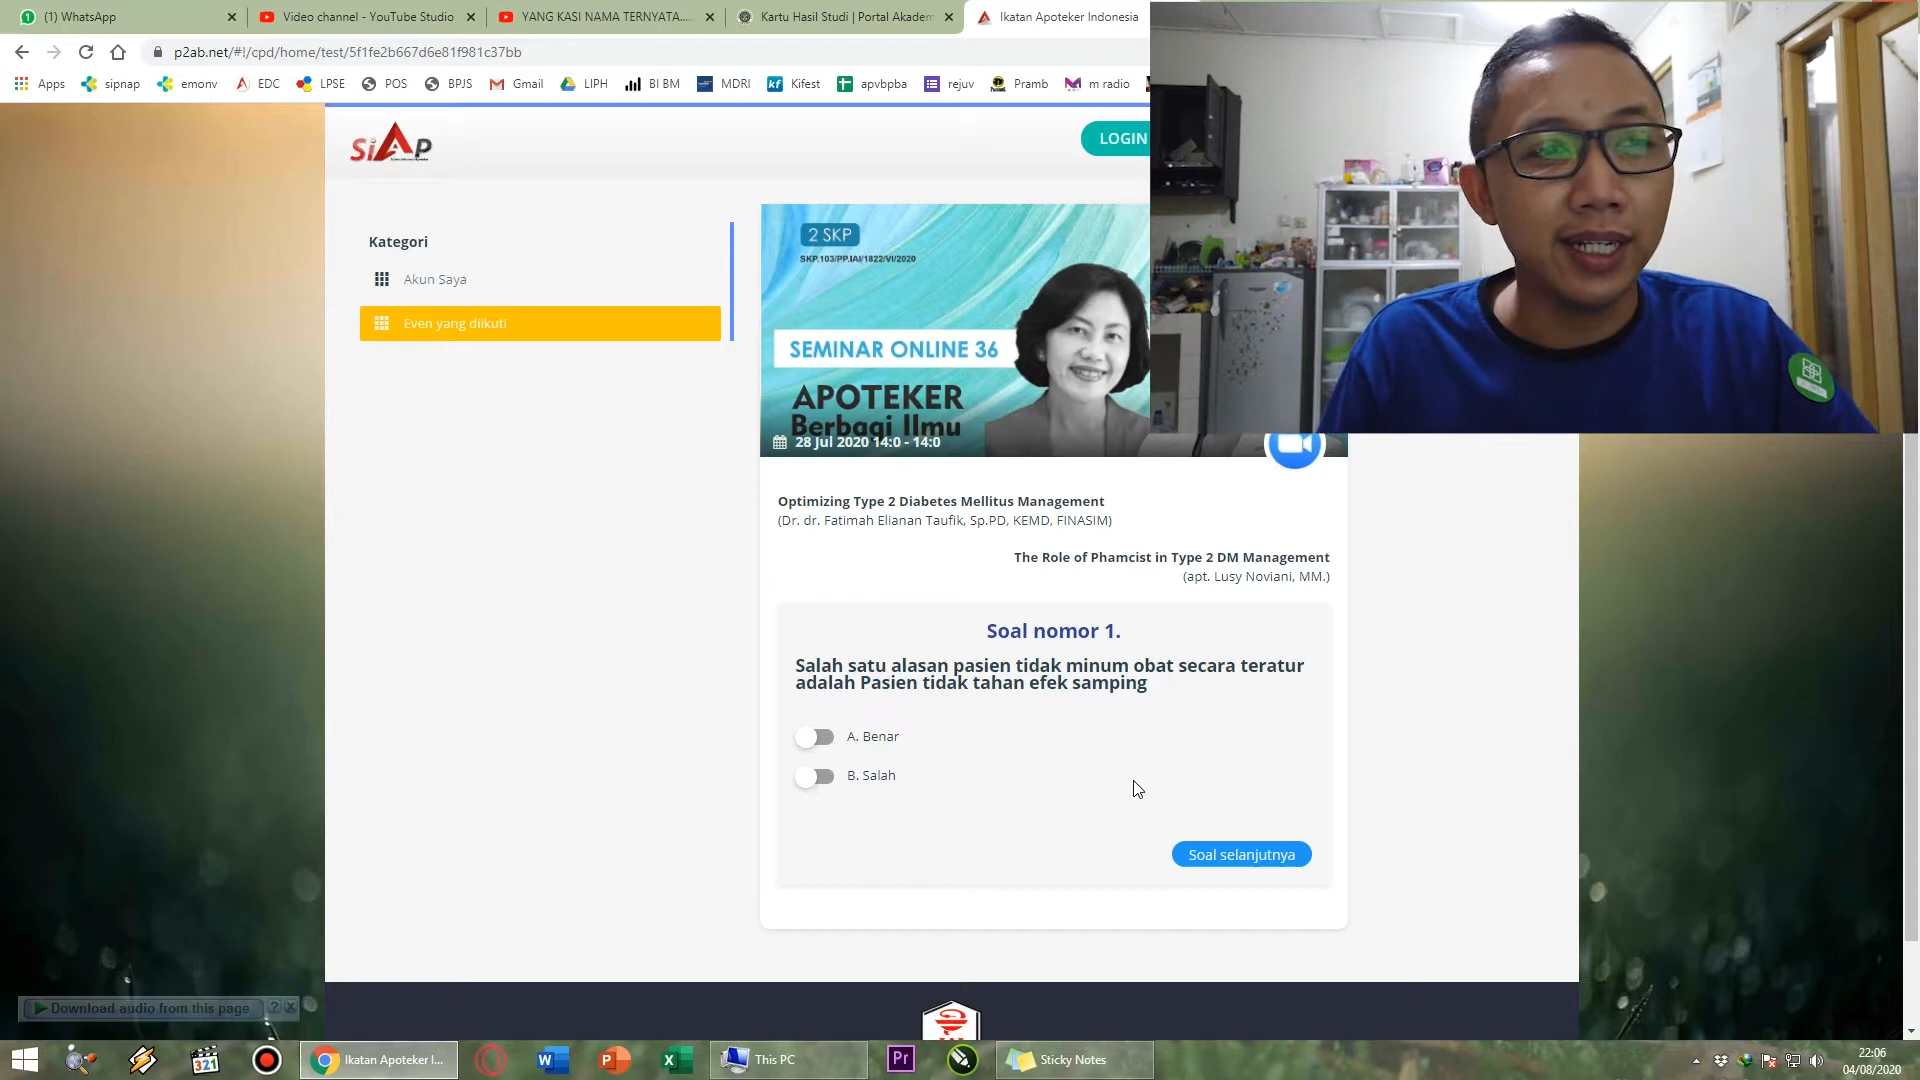 (1) WhatsApp
Video channel - YouTube Studio
YANG KASI NAMA TERNYATA.....
Kartu Hasil Studi | Portal Akadem
Ikatan Apoteker Indonesia
p2ab.net/#!/cpd/home/test/5f1fe2b667d6e81f981c37bb
Apps sipnap emonv EDC LPSE POS BPJS Gmail LIPH BI BM MDRI Kifest apvbpba rejuv Pramb m radio
SiAP
LOGIN
Kategori
Akun Saya
Even yang diikuti
2 SKP
SKP.103/PP.IAI/1822/VI/2020
SEMINAR ONLINE 36
APOTEKER
Berbagi Ilmu
28 Jul 2020 14:0 - 14:0
Optimizing Type 2 Diabetes Mellitus Management
(Dr. dr. Fatimah Elianan Taufik, Sp.PD, KEMD, FINASIM)
The Role of Phamcist in Type 2 DM Management
(apt. Lusy Noviani, MM.)
Soal nomor 1.
Salah satu alasan pasien tidak minum obat secara teratur
adalah Pasien tidak tahan efek samping
A. Benar
B. Salah
Soal selanjutnya
Download audio from this page ? X
321
Ikatan Apoteker I...
W
P
X
This PC
Pr
Sticky Notes
22:06
04/08/2020